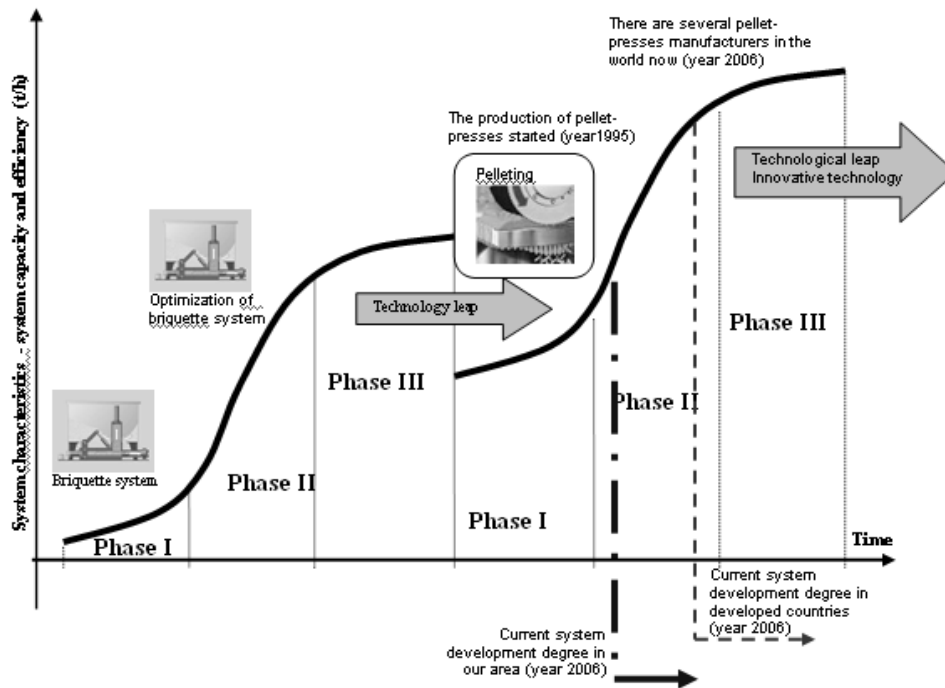 There are several pellet-
presses manufacturers in the
world now (year 2006)
The production of pellet-
presses started (year1995)
Pelleting
Technological leap
Innovative technology
Optimization of
briquette system
Technology leap
Phase III
Phase III
Phase II
Briquette system
Phase II
Phase I
Phase I
Time
System characteristics - system capacity and efficiency (t/h)
Current system
development degree in
developed countries
(year 2006)
Current system
development degree in
our area (year 2006)